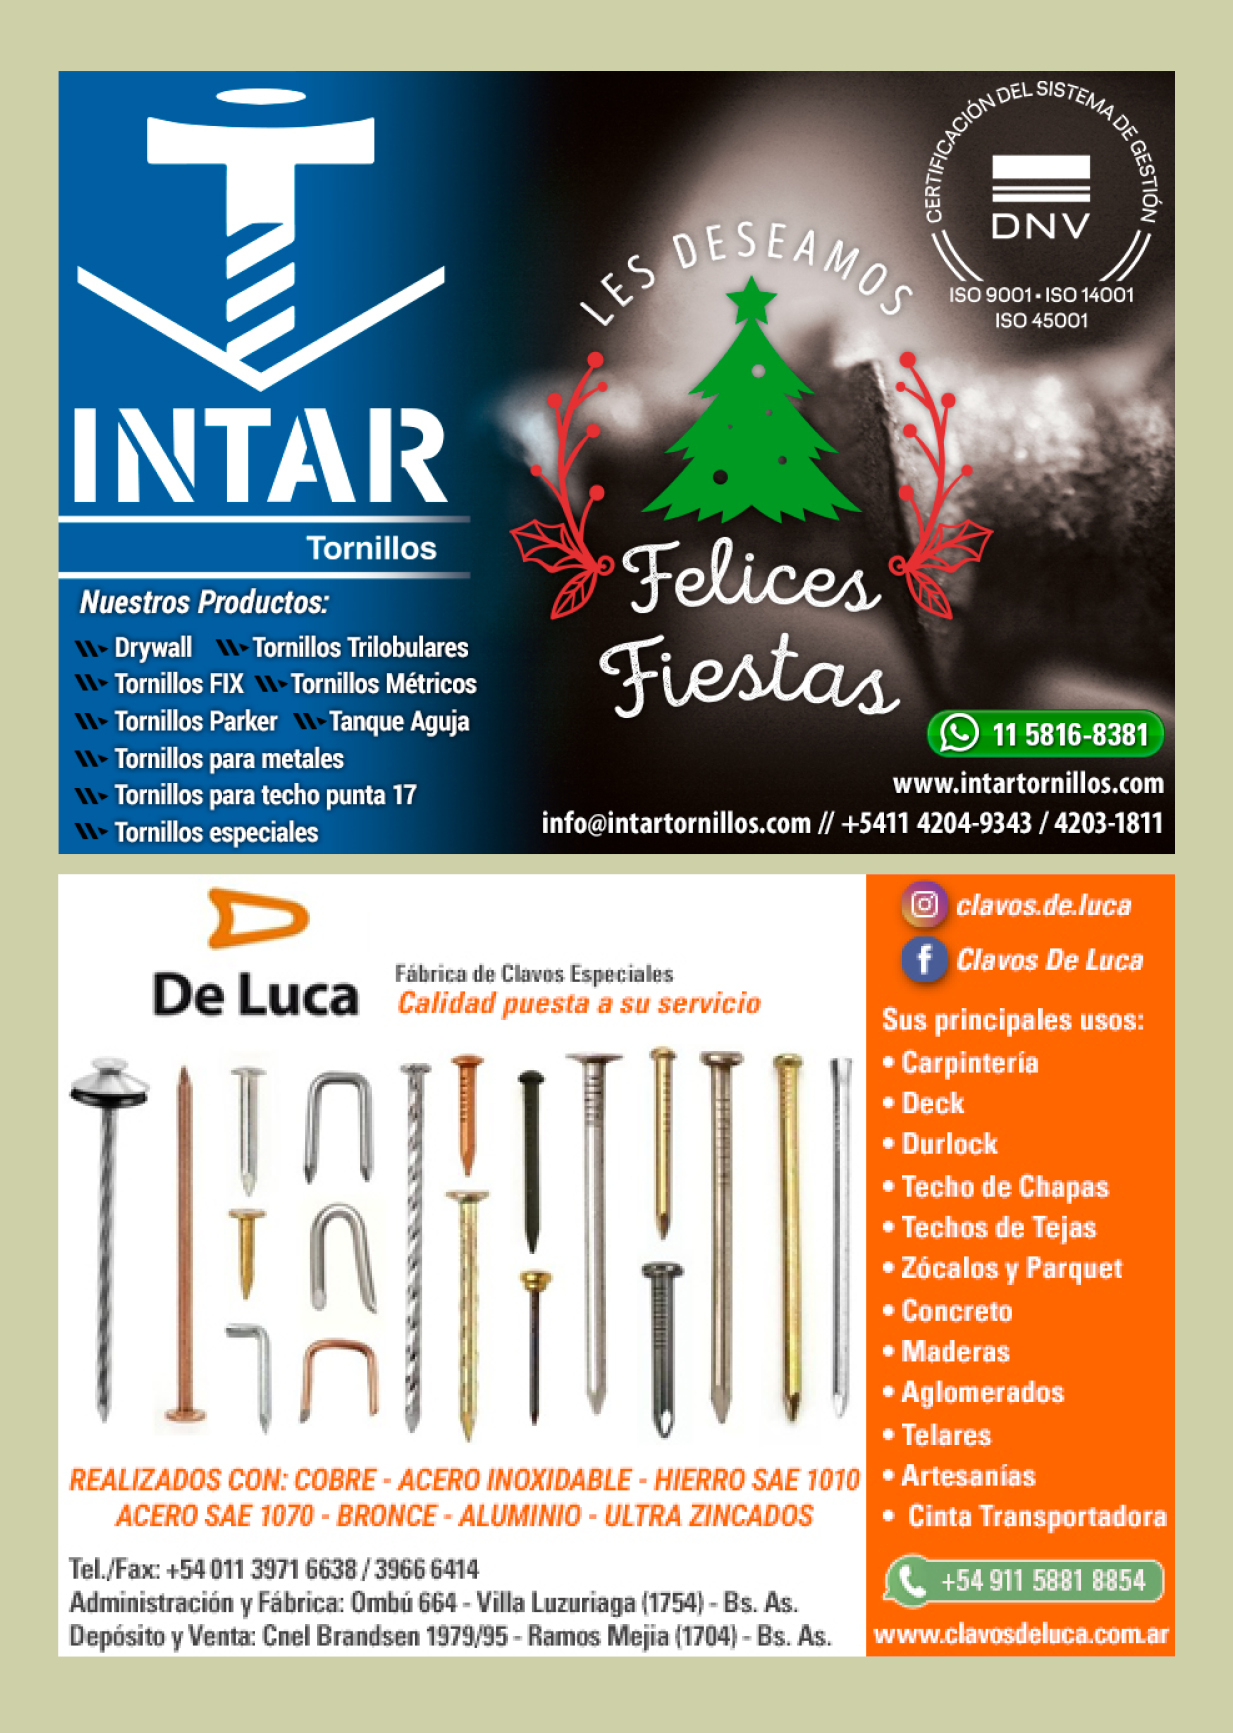 INTAR
Tornillos
Nuestros Productos:
Drywall Tornillos Trilobulares
Tornillos FIX Tornillos Métricos
Tornillos Parker Tanque Aguja
Tornillos para metales
Tornillos para techo punta 17
Tornillos especiales
CERTIFICACIÓN DEL SISTEMA DE GESTIÓN
DNV
ISO 9001 ▪ ISO 14001
ISO 45001
LES DESEAMOS
Felices
Fiestas
11 5816-8381
www.intartornillos.com
info@intartornillos.com // +5411 4204-9343 / 4203-1811
De Luca
Fábrica de Clavos Especiales
Calidad puesta a su servicio
REALIZADOS CON: COBRE - ACERO INOXIDABLE - HIERRO SAE 1010
ACERO SAE 1070 - BRONCE - ALUMINIO - ULTRA ZINCADOS
Tel./Fax: +54 011 3971 6638 / 3966 6414
Administración y Fábrica: Ombú 664 - Villa Luzuriaga (1754) - Bs. As.
Depósito y Venta: Cnel Brandsen 1979/95 - Ramos Mejia (1704) - Bs. As.
clavos.de.luca
Clavos De Luca
Sus principales usos:
• Carpintería
• Deck
• Durlock
• Techo de Chapas
• Techos de Tejas
• Zócalos y Parquet
• Concreto
• Maderas
• Aglomerados
• Telares
• Artesanías
• Cinta Transportadora
+54 911 5881 8854
www.clavosdeluca.com.ar